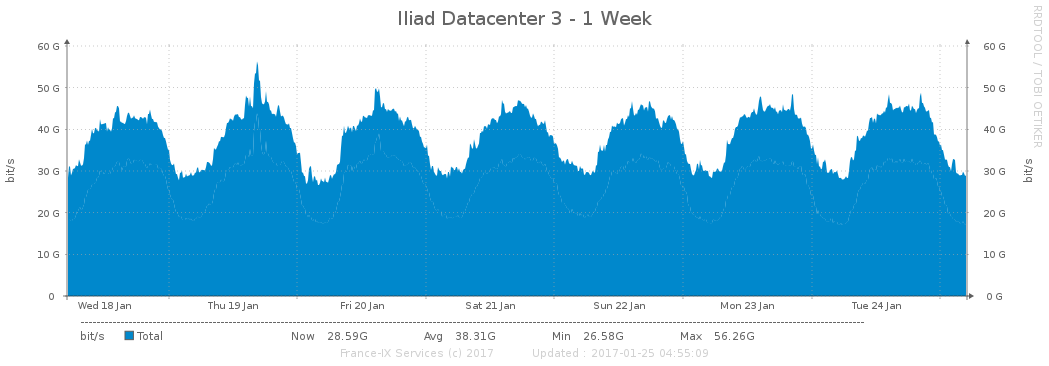 Iliad Datacenter 3 - 1 Week
RRDTOOL / TOBI OETIKER
60 G 60 G
50 G 50 G
40 G 40 G
30 G 30 G
20 G 20 G
10 G 10 G
0 0 G
bit/s bit/s
Wed 18 Jan Thu 19 Jan Fri 20 Jan Sat 21 Jan Sun 22 Jan Mon 23 Jan Tue 24 Jan
bit/s Total Now 28.59G Avg 38.31G Min 26.58G Max 56.26G
France-IX Services (c) 2017 Updated : 2017-01-25 04:55:09